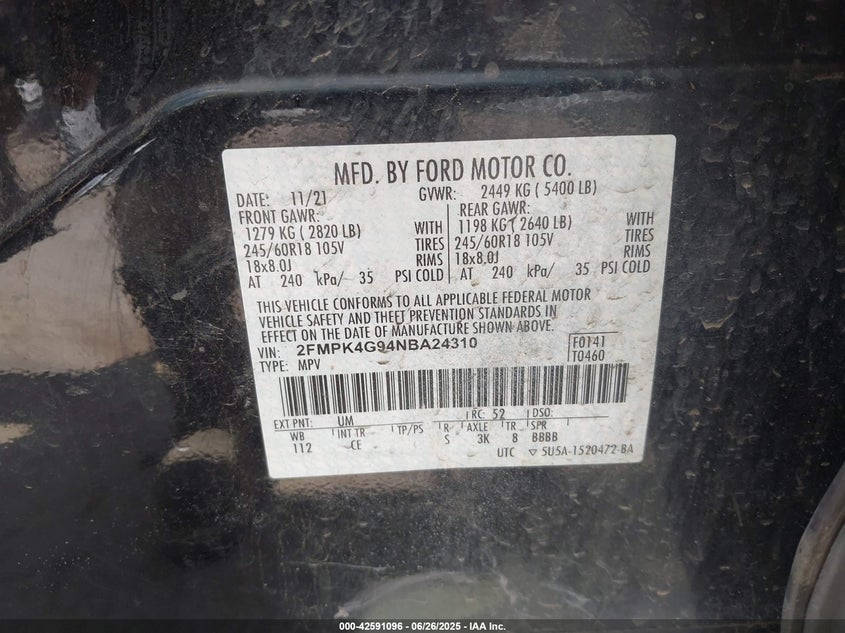 MFD. BY FORD MOTOR CO.
DATE: 11/21 GVWR: 2449 KG ( 5400 LB)
FRONT GAWR: REAR GAWR:
1279 KG ( 2820 LB) WITH 1198 KG ( 2640 LB) WITH
245/60R18 105V TIRES 245/60R18 105V TIRES
18x8.0J RIMS 18x8.0J RIMS
AT 240 kPa/ 35 PSI COLD AT 240 kPa/ 35 PSI COLD
THIS VEHICLE CONFORMS TO ALL APPLICABLE FEDERAL MOTOR
VEHICLE SAFETY AND THEFT PREVENTION STANDARDS IN
EFFECT ON THE DATE OF MANUFACTURE SHOWN ABOVE.
VIN: 2FMPK4G94NBA24310 F0141
TYPE: MPV T0460
EXT PNT: UM RC: 52 DSO:
WB INT TR TP/PS R AXLE TR SPR
112 CE S 3K 8 BBBB
UTC ▽ 5U5A-1520472-BA
000-42591096 - 06/26/2025 - IAA Inc.